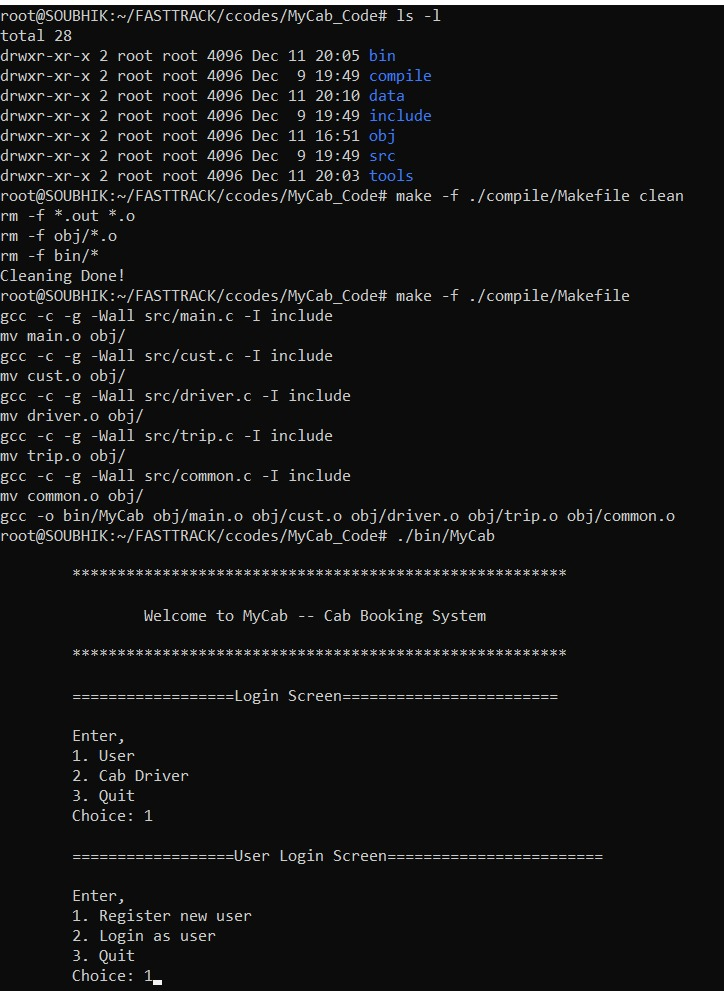 root@SOUBHIK:~/FASTTRACK/ccodes/MyCab_Code# ls -l
total 28
drwxr-xr-x 2 root root 4096 Dec 11 20:05 bin
drwxr-xr-x 2 root root 4096 Dec  9 19:49 compile
drwxr-xr-x 2 root root 4096 Dec 11 20:10 data
drwxr-xr-x 2 root root 4096 Dec  9 19:49 include
drwxr-xr-x 2 root root 4096 Dec 11 16:51 obj
drwxr-xr-x 2 root root 4096 Dec  9 19:49 src
drwxr-xr-x 2 root root 4096 Dec 11 20:03 tools
root@SOUBHIK:~/FASTTRACK/ccodes/MyCab_Code# make -f ./compile/Makefile clean
rm -f *.out *.o
rm -f obj/*.o
rm -f bin/*
Cleaning Done!
root@SOUBHIK:~/FASTTRACK/ccodes/MyCab_Code# make -f ./compile/Makefile
gcc -c -g -Wall src/main.c -I include
mv main.o obj/
gcc -c -g -Wall src/cust.c -I include
mv cust.o obj/
gcc -c -g -Wall src/driver.c -I include
mv driver.o obj/
gcc -c -g -Wall src/trip.c -I include
mv trip.o obj/
gcc -c -g -Wall src/common.c -I include
mv common.o obj/
gcc -o bin/MyCab obj/main.o obj/cust.o obj/driver.o obj/trip.o obj/common.o
root@SOUBHIK:~/FASTTRACK/ccodes/MyCab_Code# ./bin/MyCab
*******************************************************
Welcome to MyCab -- Cab Booking System
*******************************************************
==================Login Screen========================
Enter,
1. User
2. Cab Driver
3. Quit
Choice: 1
==================User Login Screen========================
Enter,
1. Register new user
2. Login as user
3. Quit
Choice: 1